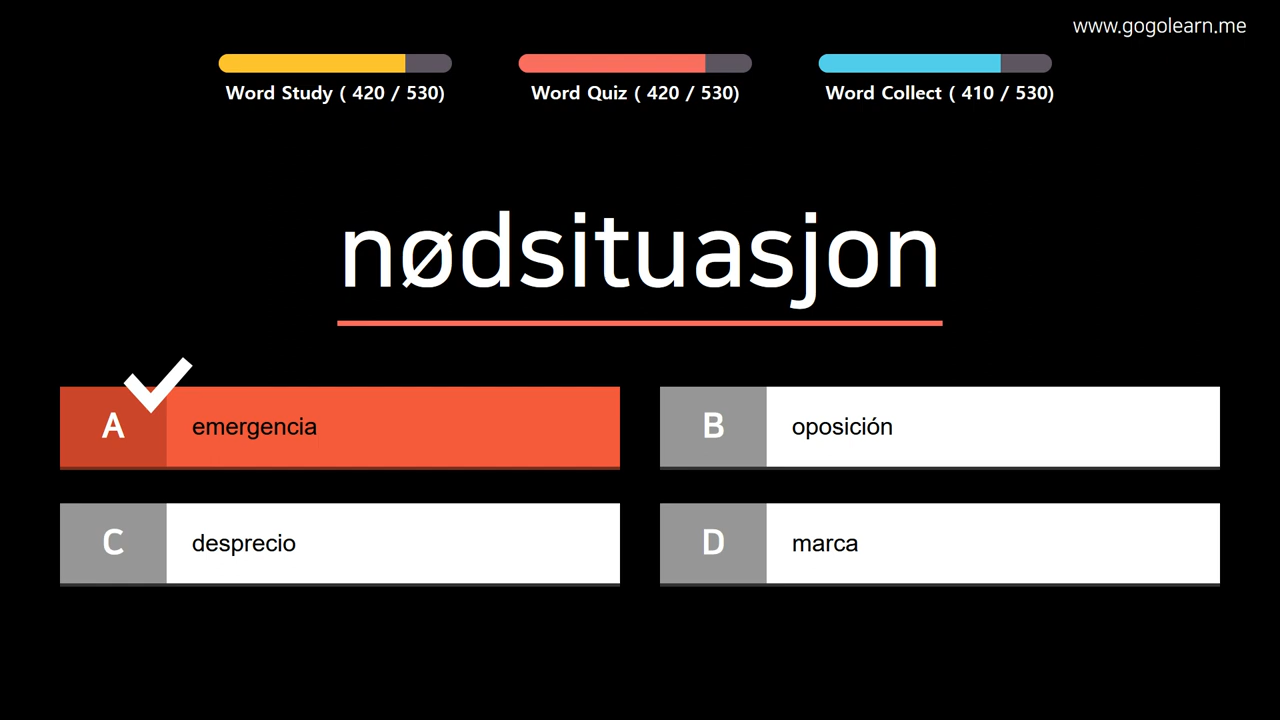 www.gogolearn.me
Word Study ( 420 / 530)
Word Quiz ( 420 / 530)
Word Collect ( 410 / 530)
nødsituasjon
A emergencia
B oposición
C desprecio
D marca